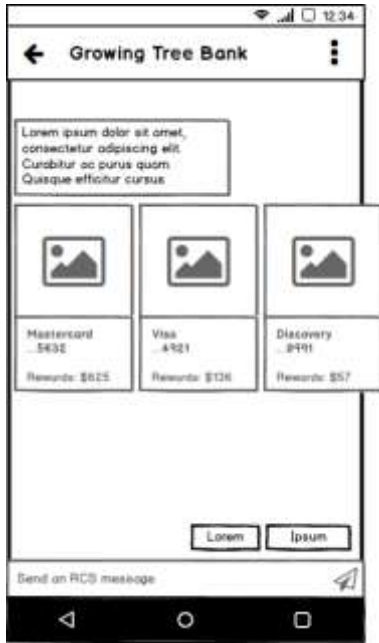 12:34
Growing Tree Bank
Lorem ipsum dolor sit amet,
consectetur adipiscing elit
Curabitur ac purus quam
Quisque efficitur cursus
Mastercard
...5632
Rewards: $625
Visa
...4921
Rewards: $126
Discovery
...8991
Rewards: $57
Lorem
Ipsum
Send an RCS message